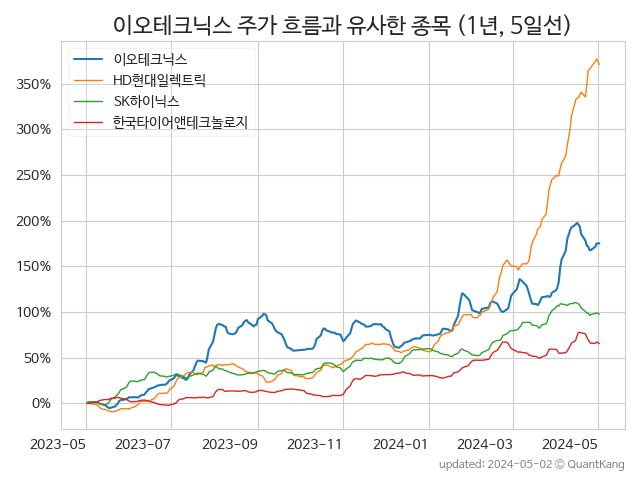 이오테크닉스 주가 흐름과 유사한 종목 (1년, 5일선)
이오테크닉스
HD현대일렉트릭
SK하이닉스
한국타이어앤테크놀로지
350%
300%
250%
200%
150%
100%
50%
0%
2023-05 2023-07 2023-09 2023-11 2024-01 2024-03 2024-05
updated: 2024-05-02 © QuantKang